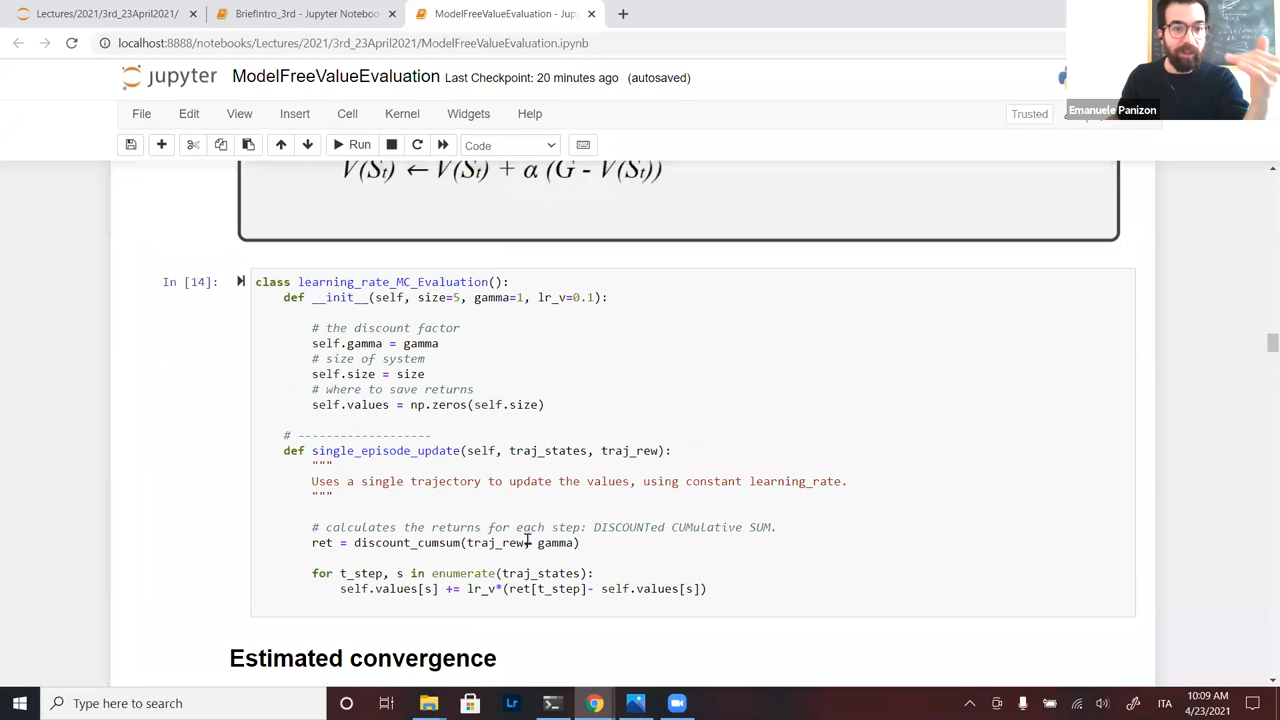 Lectures/2021/3rd_23April2021/
BriefIntro_3rd - Jupyter Noteboo
ModelFreeValueEvaluation - Jup
localhost:8888/notebooks/Lectures/2021/3rd_23April2021/ModelFreeValueEvaluation.ipynb
jupyter ModelFreeValueEvaluation Last Checkpoint: 20 minutes ago (autosaved)
Emanuele Panizon
File Edit View Insert Cell Kernel Widgets Help
Trusted
Run
Code
V(St) ← V(St) + α (G - V(St))
In [14]:
class learning_rate_MC_Evaluation():
def __init__(self, size=5, gamma=1, lr_v=0.1):
# the discount factor
self.gamma = gamma
# size of system
self.size = size
# where to save returns
self.values = np.zeros(self.size)
# -------------------
def single_episode_update(self, traj_states, traj_rew):
"""
Uses a single trajectory to update the values, using constant learning_rate.
"""
# calculates the returns for each step: DISCOUNTed CUMulative SUM.
ret = discount_cumsum(traj_rew, gamma)
for t_step, s in enumerate(traj_states):
self.values[s] += lr_v*(ret[t_step]- self.values[s])
Estimated convergence
Type here to search
ITA
10:09 AM
4/23/2021